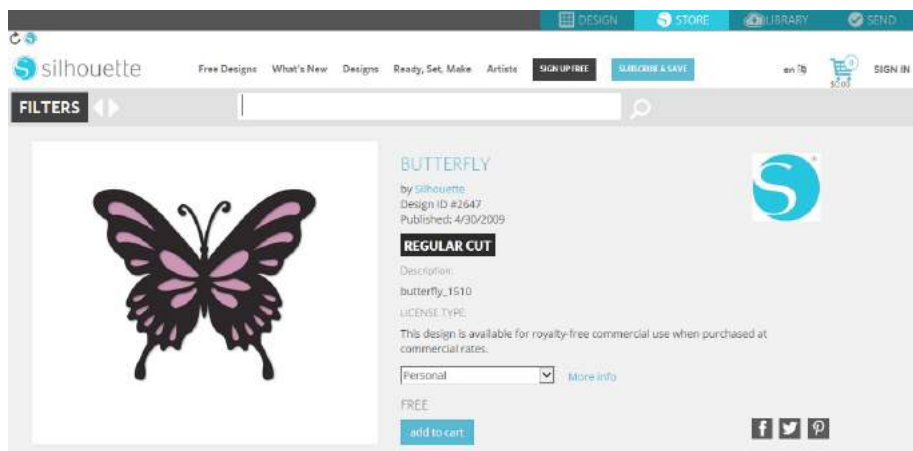 DESIGN STORE LIBRARY SEND
silhouette Free Designs What's New Designs Ready, Set, Make Artists SIGN UP FREE SUBSCRIBE & SAVE en 0 SIGN IN
$0.00
FILTERS
BUTTERFLY
by Silhouette
Design ID #2647
Published: 4/30/2009
REGULAR CUT
Description:
butterfly_1510
LICENSE TYPE:
This design is available for royalty-free commercial use when purchased at
commercial rates.
Personal More info
FREE
add to cart